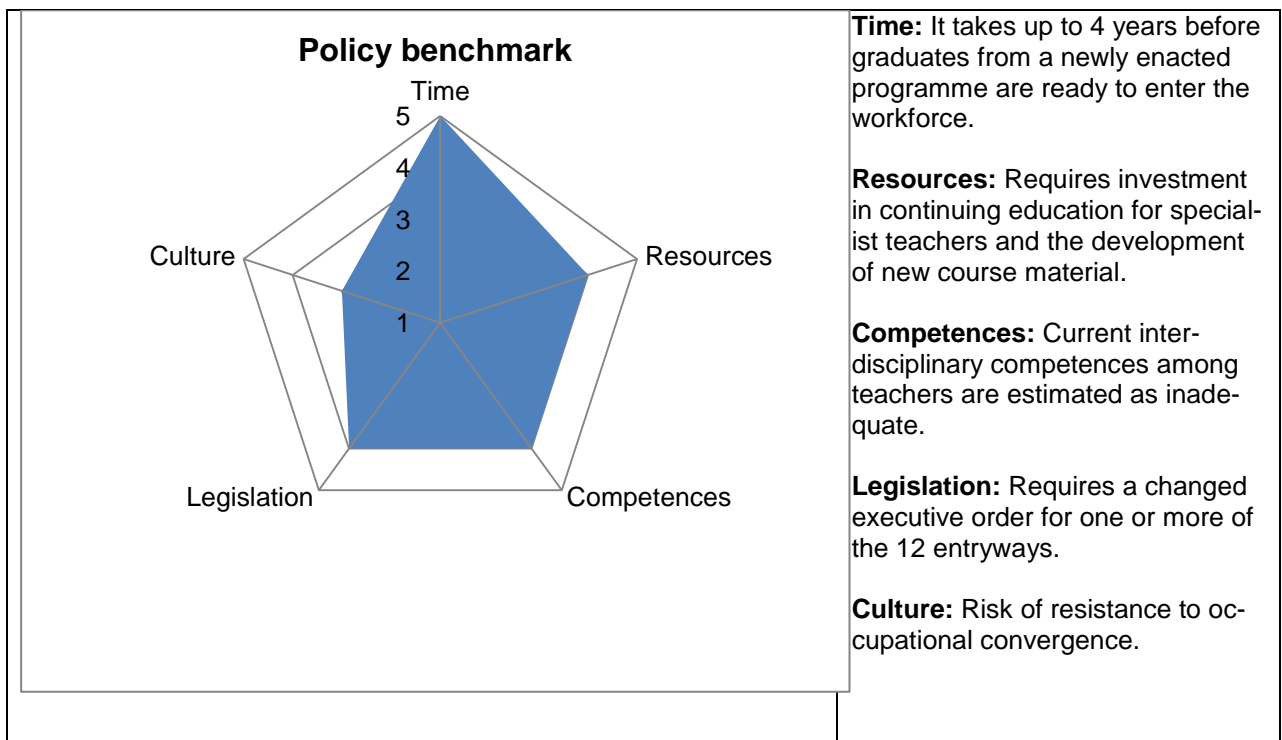 Policy benchmark
Time
5
4
3
2
1
Culture
Resources
Legislation
Competences
Time: It takes up to 4 years before
graduates from a newly enacted
programme are ready to enter the
workforce.
Resources: Requires investment
in continuing education for special-
ist teachers and the development
of new course material.
Competences: Current inter-
disciplinary competences among
teachers are estimated as inade-
quate.
Legislation: Requires a changed
executive order for one or more of
the 12 entryways.
Culture: Risk of resistance to oc-
cupational convergence.